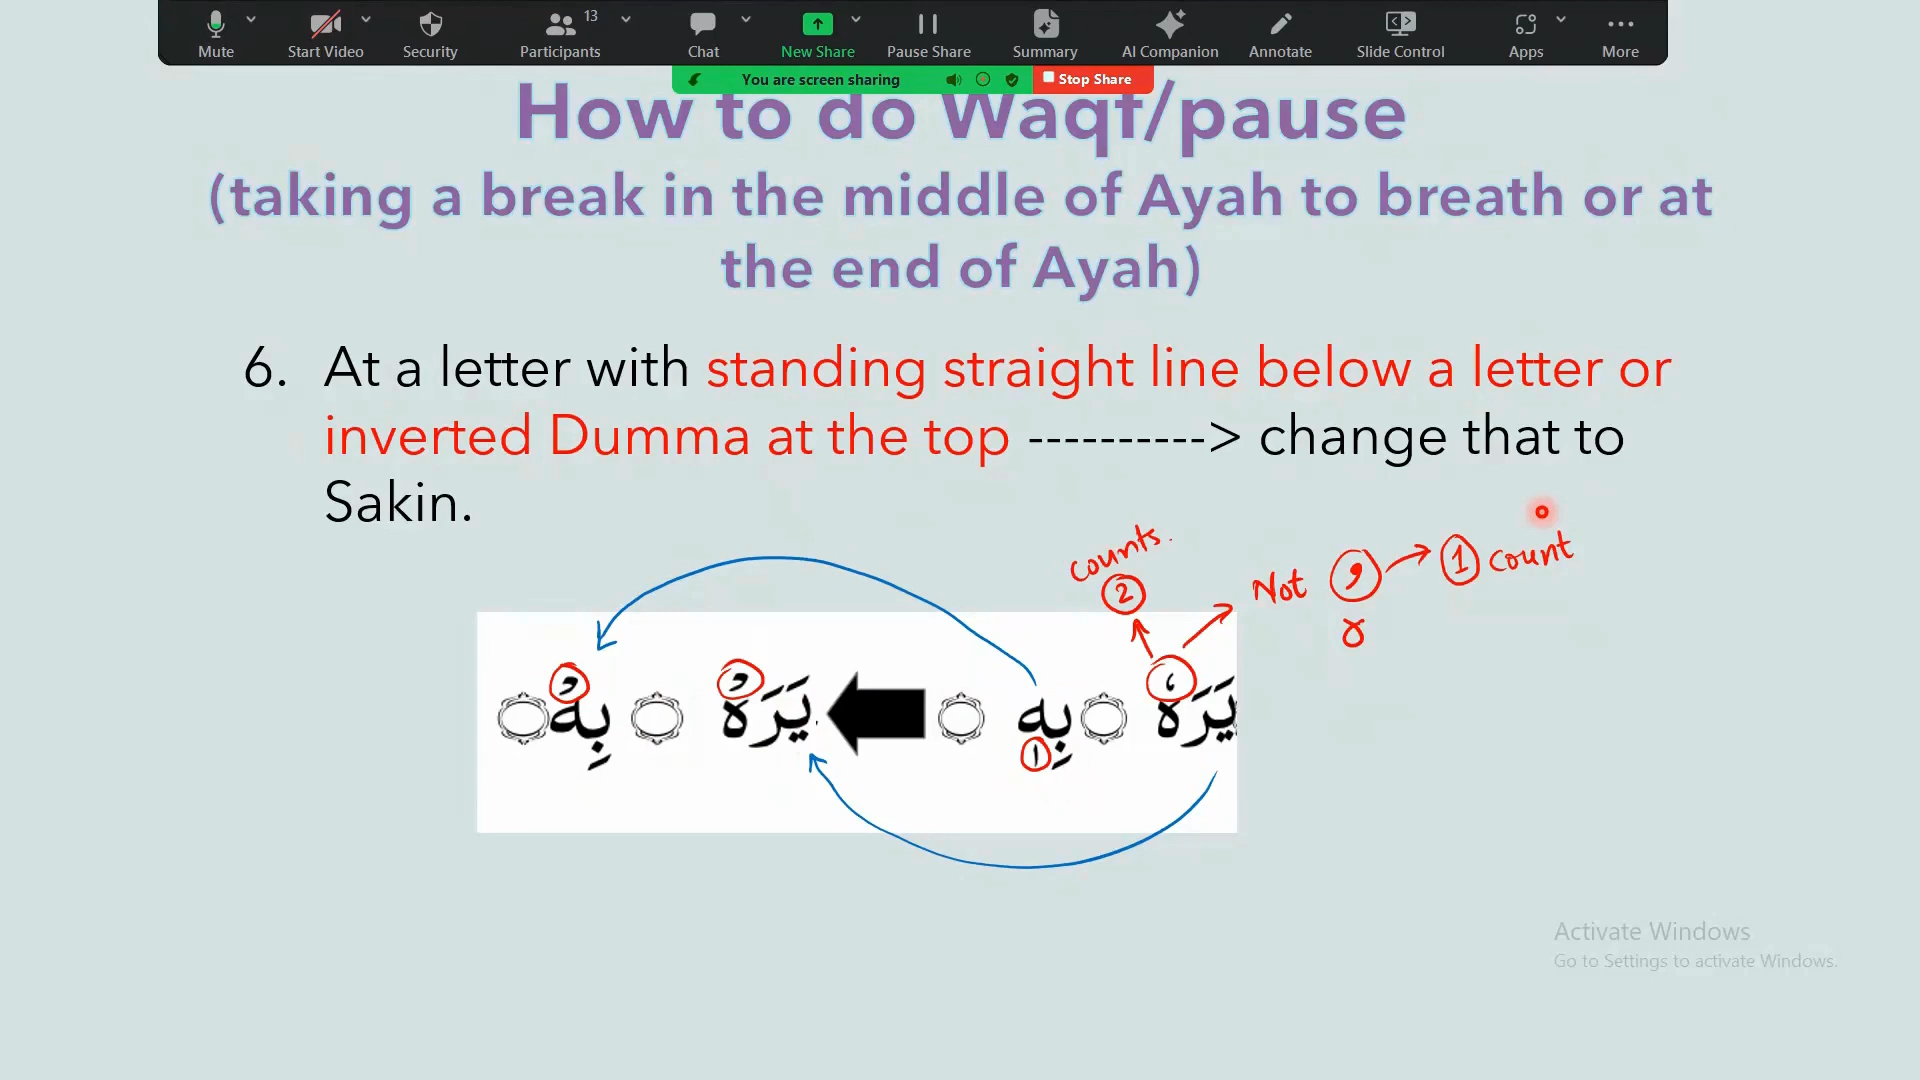 Mute Start Video Security Participants 13 Chat New Share Pause Share Summary AI Companion Annotate Slide Control Apps More
You are screen sharing Stop Share
How to do Waqf/pause
(taking a break in the middle of Ayah to breath or at
the end of Ayah)
6. At a letter with standing straight line below a letter or
inverted Dumma at the top ----------> change that to
Sakin.
counts.
2
Not و → 1 count
يَرَهٗ ۝ بِهٖ ۝ يَرَهْ ۝ بِهْ ۝
Activate Windows
Go to Settings to activate Windows.